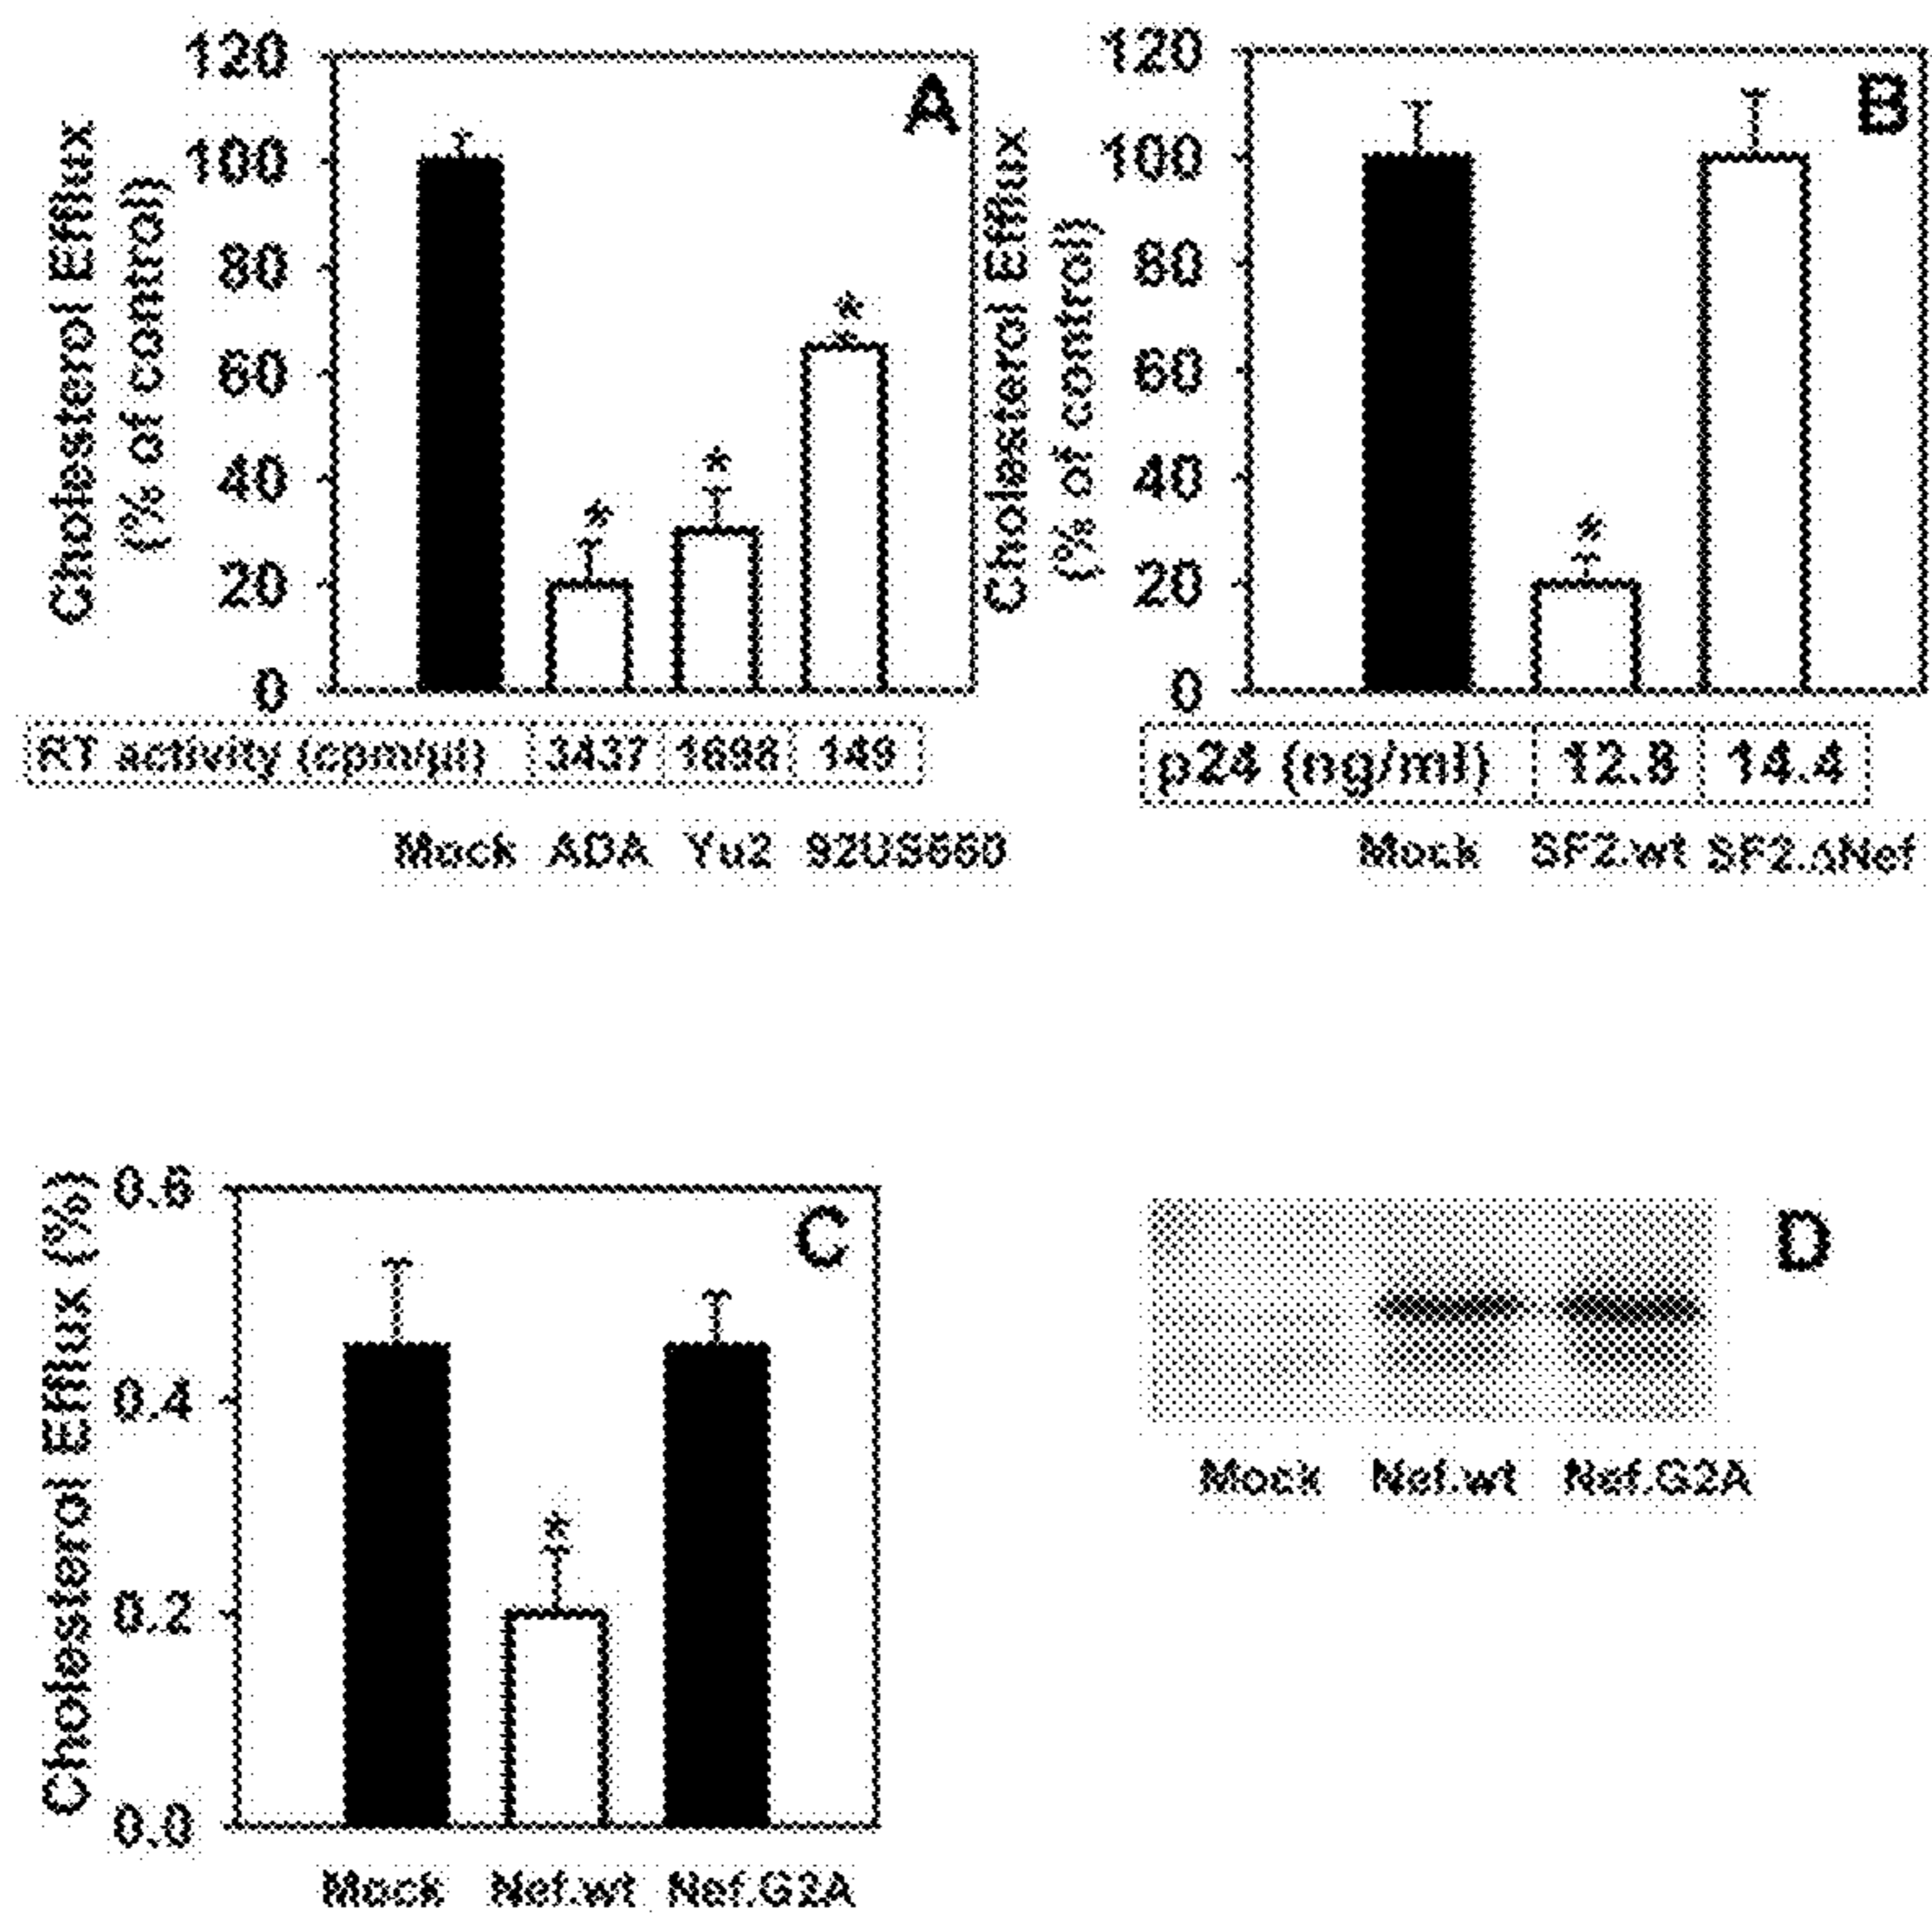 A
Cholesterol Efflux
(% of control)
120
100
80
60
40
20
0
*
*
*
RT activity (cpm/µl) 3437 1698 149
Mock ADA Yu2 92US660
B
Cholesterol Efflux
(% of control)
120
100
80
60
40
20
0
*
p24 (ng/ml) 12.8 14.4
Mock SF2.wt SF2.ΔNef
C
Cholesterol Efflux (%)
0.6
0.4
0.2
0.0
*
Mock Nef.wt Nef.G2A
D
Mock Nef.wt Nef.G2A